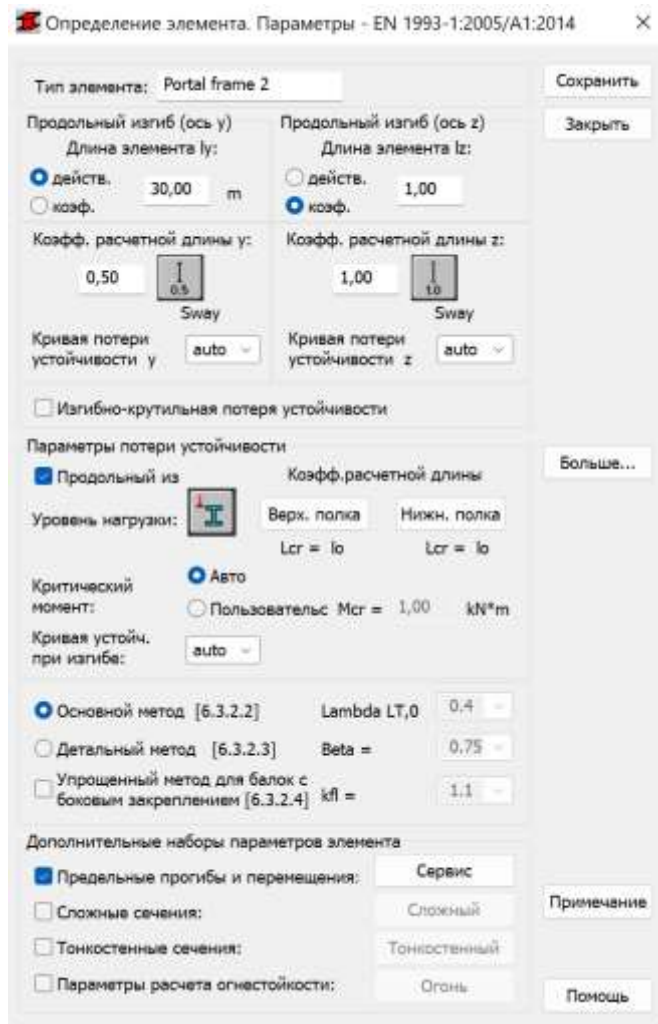 Определение элемента. Параметры - EN 1993-1:2005/A1:2014
Тип элемента: Portal frame 2
Сохранить
Продольный изгиб (ось y) Продольный изгиб (ось z)
Закрыть
Длина элемента ly: Длина элемента lz:
действ. 30,00 m действ. 1,00
коэф. коэф.
Коэфф. расчетной длины y: Коэфф. расчетной длины z:
0,50 0.5 1,00 1.0
Sway Sway
Кривая потери устойчивости y auto Кривая потери устойчивости z auto
Изгибно-крутильная потеря устойчивости
Параметры потери устойчивости
Больше...
Продольный из Коэфф.расчетной длины
Уровень нагрузки: Верх. полка Нижн. полка
Lcr = lo Lcr = lo
Критический момент: Авто
Пользовательс Mcr = 1,00 kN*m
Кривая устойч. при изгибе: auto
Основной метод [6.3.2.2] Lambda LT,0 0.4
Детальный метод [6.3.2.3] Beta = 0.75
Упрощенный метод для балок с
боковым закреплением [6.3.2.4] kfl = 1.1
Дополнительные наборы параметров элемента
Предельные прогибы и перемещения: Сервис
Сложные сечения: Сложный
Примечание
Тонкостенные сечения: Тонкостенный
Параметры расчета огнестойкости: Огонь
Помощь